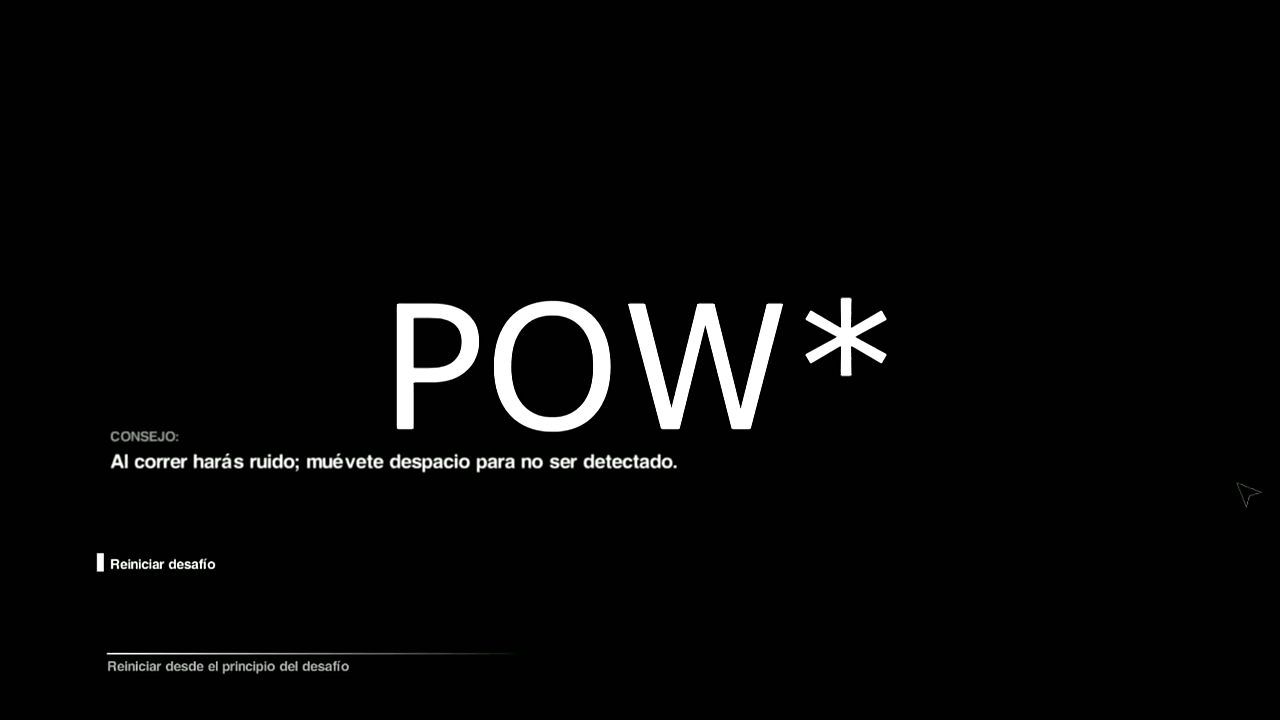 POW*
CONSEJO:
Al correr harás ruido; muévete despacio para no ser detectado.
Reiniciar desafío
Reiniciar desde el principio del desafío